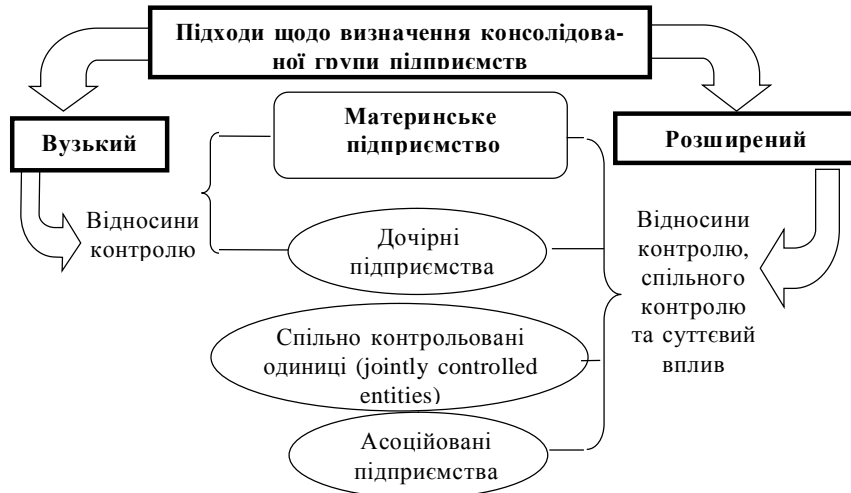 Підходи щодо визначення консолідова-
ної групи підприємств
Вузький
Материнське
підприємство
Розширений
Відносини
контролю
Дочірні
підприємства
Відносини
контролю,
спільного
контролю
та суттєвий
вплив
Спільно контрольовані
одиниці (jointly controlled
entities)
Асоційовані
підприємства